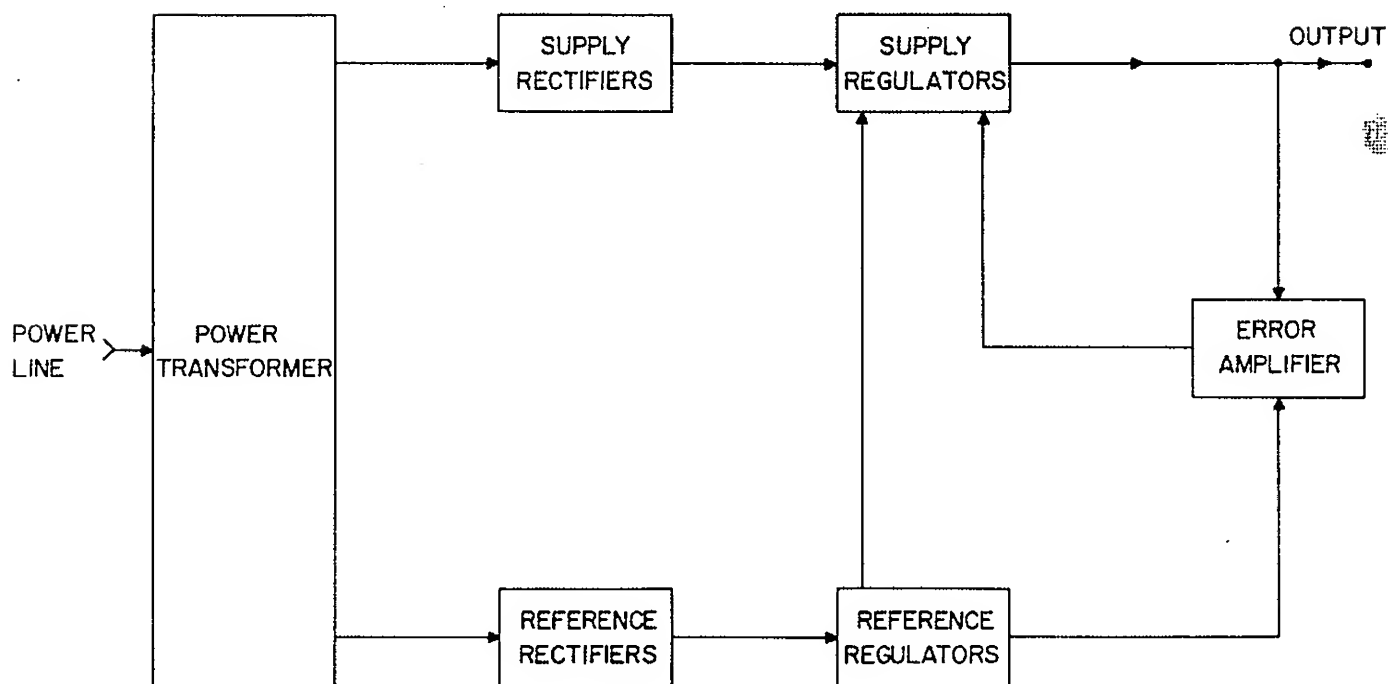 SUPPLY
RECTIFIERS
SUPPLY
REGULATORS
OUTPUT
POWER
LINE
POWER
TRANSFORMER
ERROR
AMPLIFIER
REFERENCE
RECTIFIERS
REFERENCE
REGULATORS